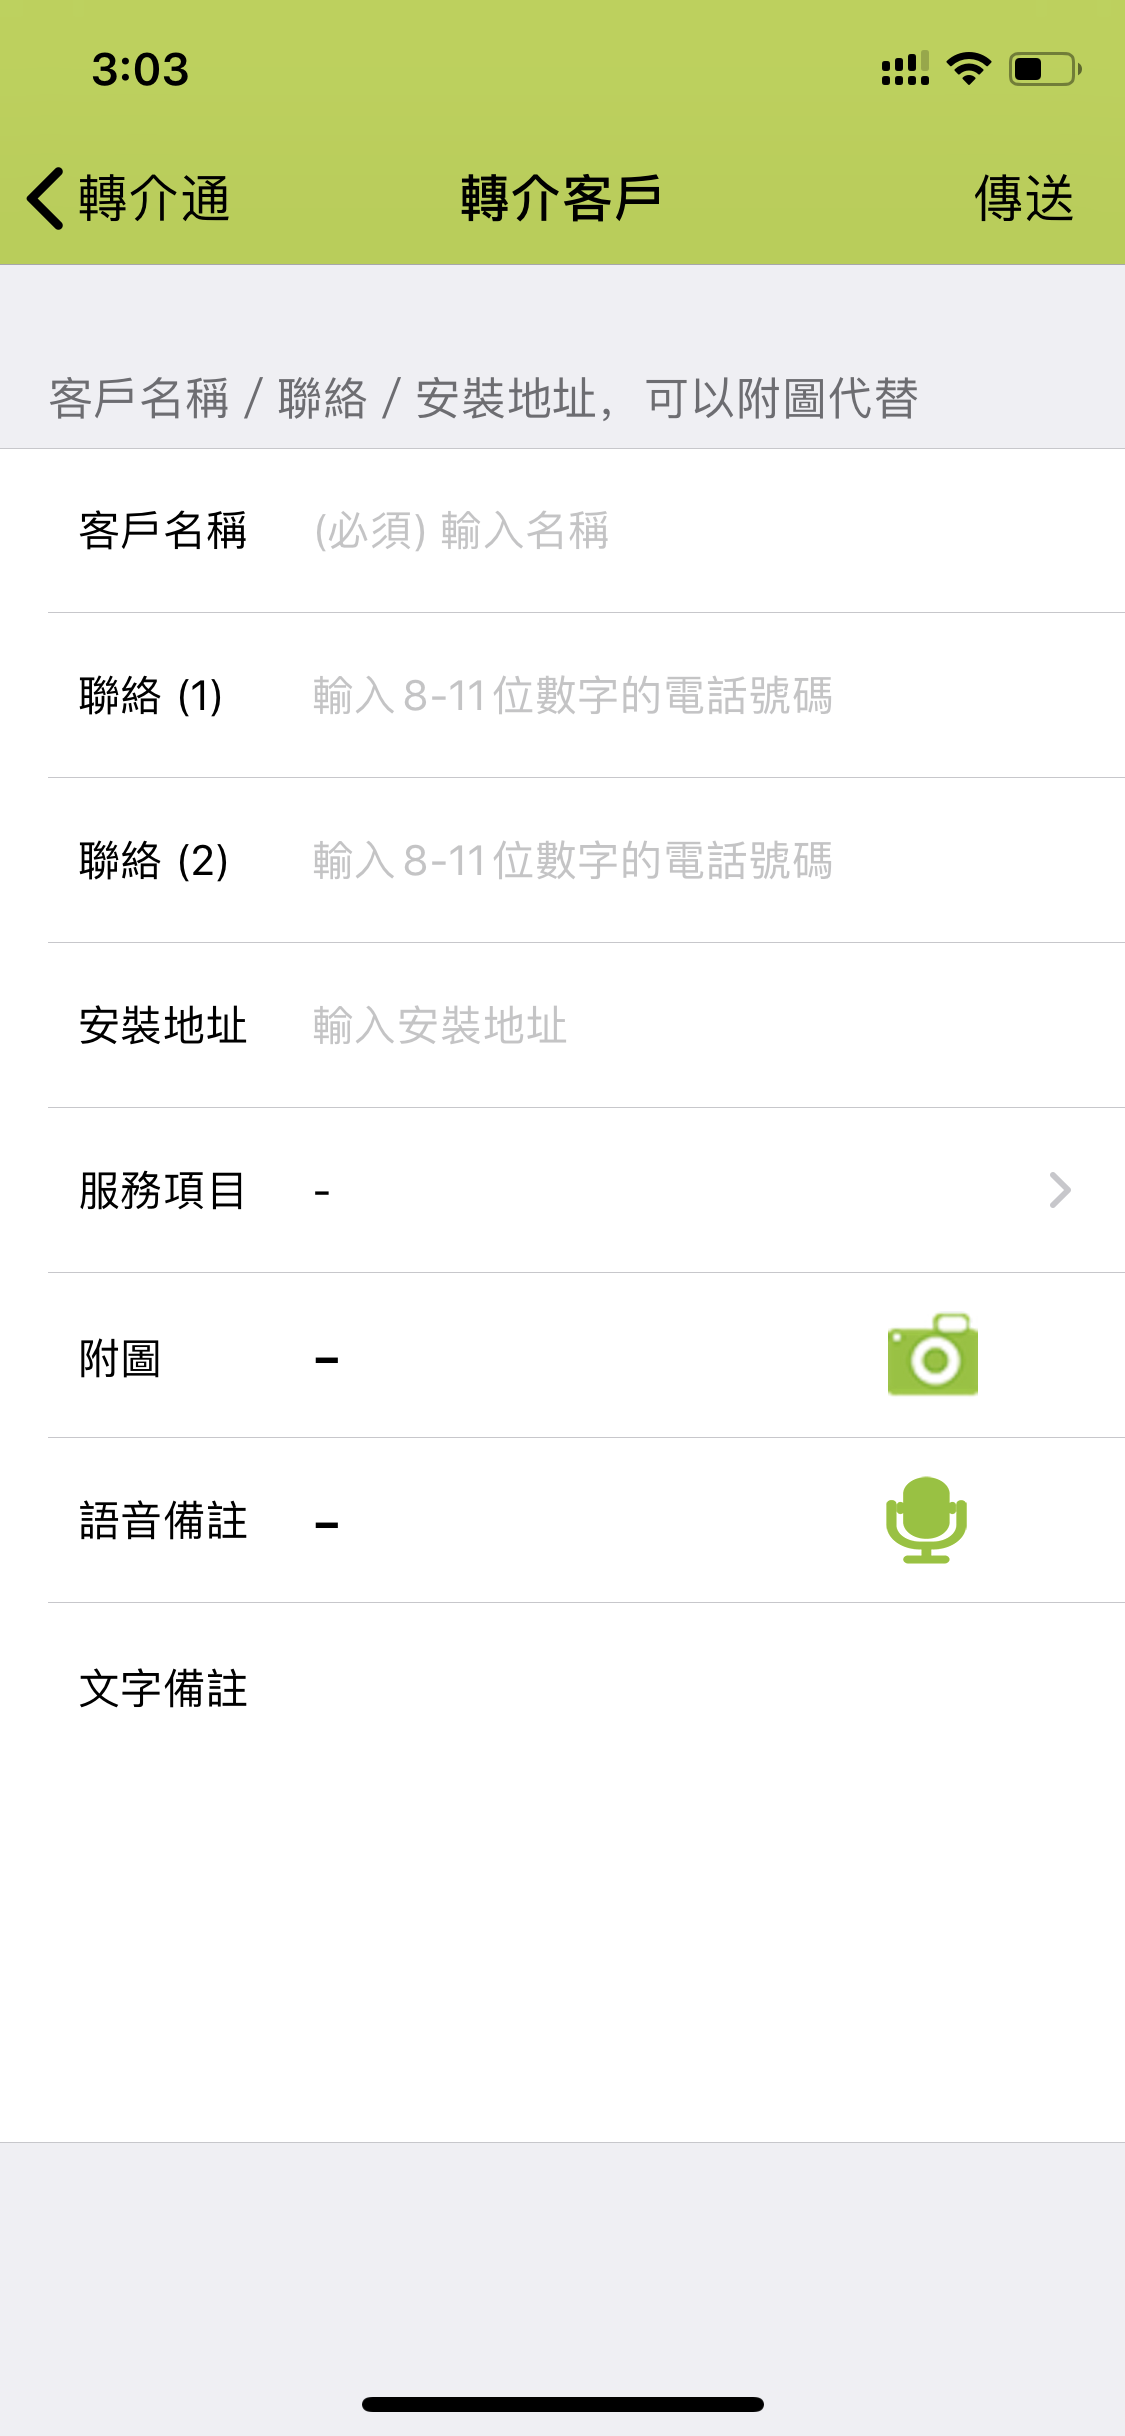 3:03
轉介通
轉介客戶
傳送
客戶名稱 / 聯絡 / 安裝地址，可以附圖代替
客戶名稱 (必須) 輸入名稱
聯絡 (1) 輸入8-11位數字的電話號碼
聯絡 (2) 輸入8-11位數字的電話號碼
安裝地址 輸入安裝地址
服務項目 -
附圖 –
語音備註 –
文字備註